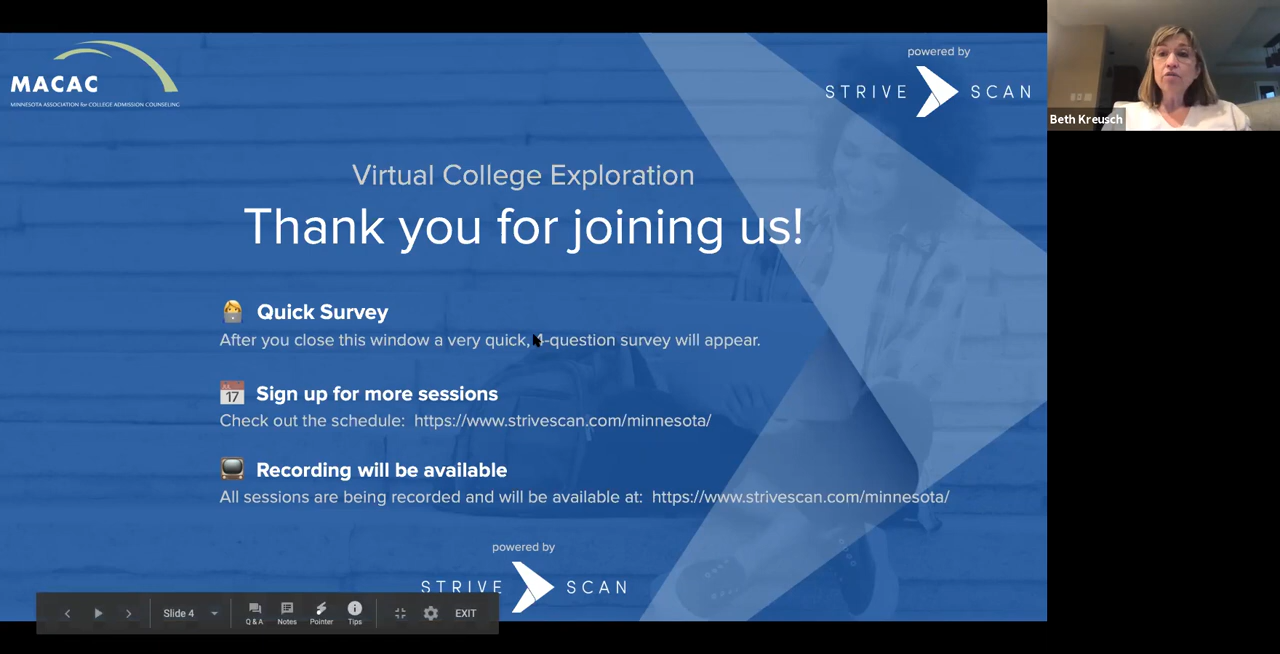 MACAC
MINNESOTA ASSOCIATION for COLLEGE ADMISSION COUNSELING
powered by
STRIVE SCAN
Beth Kreusch
Virtual College Exploration
Thank you for joining us!
Quick Survey
After you close this window a very quick, 4-question survey will appear.
17
Sign up for more sessions
Check out the schedule: https://www.strivescan.com/minnesota/
Recording will be available
All sessions are being recorded and will be available at: https://www.strivescan.com/minnesota/
powered by
STRIVE SCAN
Slide 4
Q & A
Notes
Pointer
Tips
EXIT